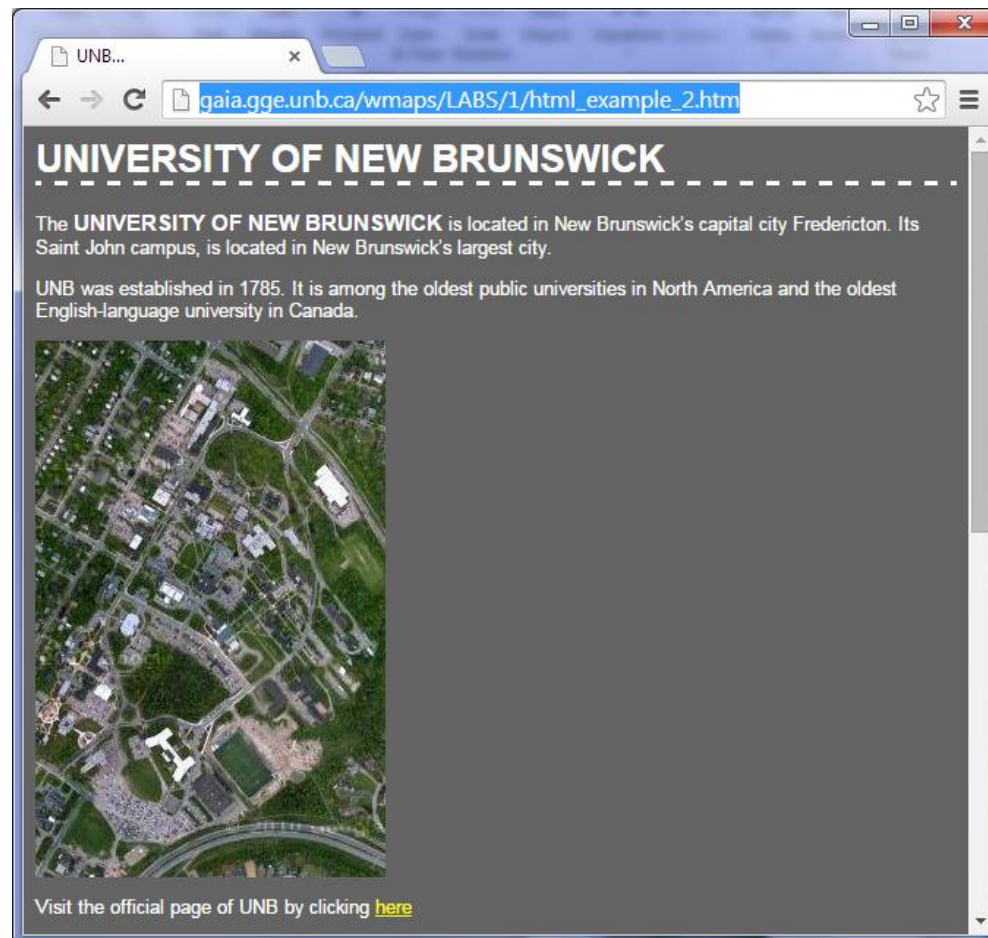 UNB...
gaia.gge.unb.ca/wmaps/LABS/1/html_example_2.htm
UNIVERSITY OF NEW BRUNSWICK
The UNIVERSITY OF NEW BRUNSWICK is located in New Brunswick's capital city Fredericton. Its
Saint John campus, is located in New Brunswick's largest city.
UNB was established in 1785. It is among the oldest public universities in North America and the oldest
English-language university in Canada.
Visit the official page of UNB by clicking here